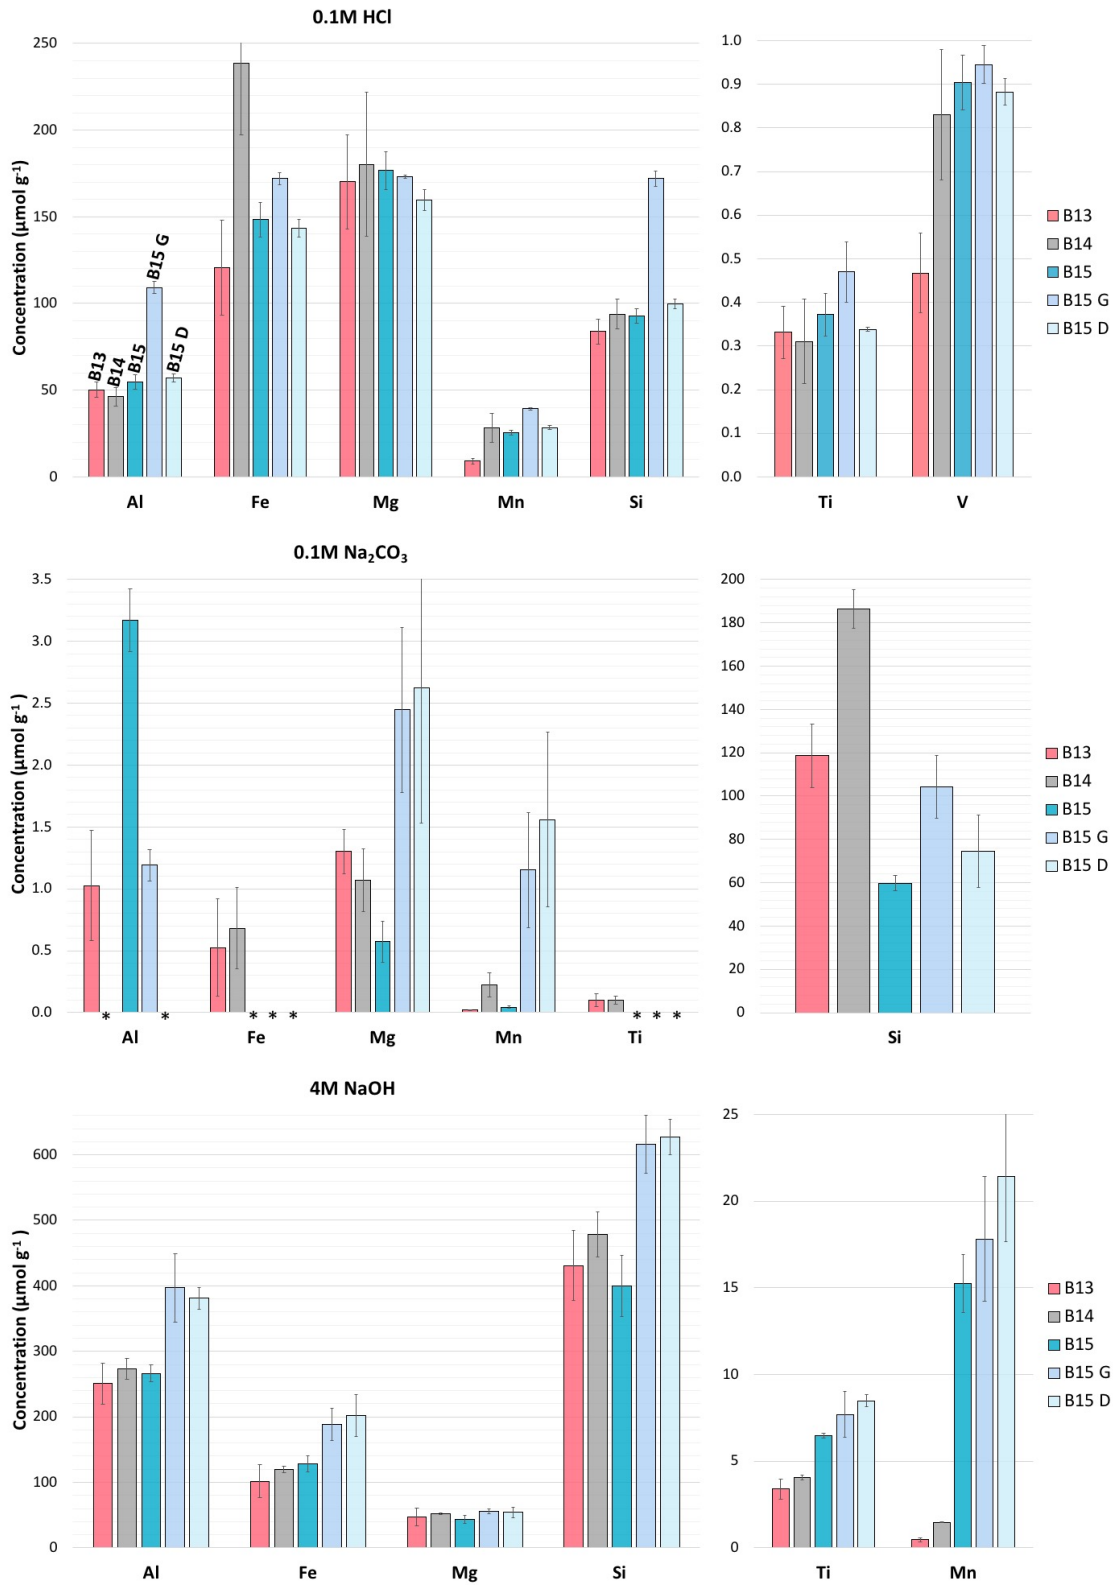 0.1M HCl
Concentration (µmol g⁻¹)
250
200
150
100
50
0
B13
B14
B15
B15 G
B15 D
Al
Fe
Mg
Mn
Si
1.0
0.9
0.8
0.7
0.6
0.5
0.4
0.3
0.2
0.1
0.0
Ti
V
B13
B14
B15
B15 G
B15 D
0.1M Na₂CO₃
Concentration (µmol g⁻¹ )
3.5
3.0
2.5
2.0
1.5
1.0
0.5
0.0
* * * * * * * *
Al
Fe
Mg
Mn
Ti
200
180
160
140
120
100
80
60
40
20
0
Si
B13
B14
B15
B15 G
B15 D
4M NaOH
Concentration (µmol g⁻¹ )
600
500
400
300
200
100
0
Al
Fe
Mg
Si
25
20
15
10
5
0
Ti
Mn
B13
B14
B15
B15 G
B15 D